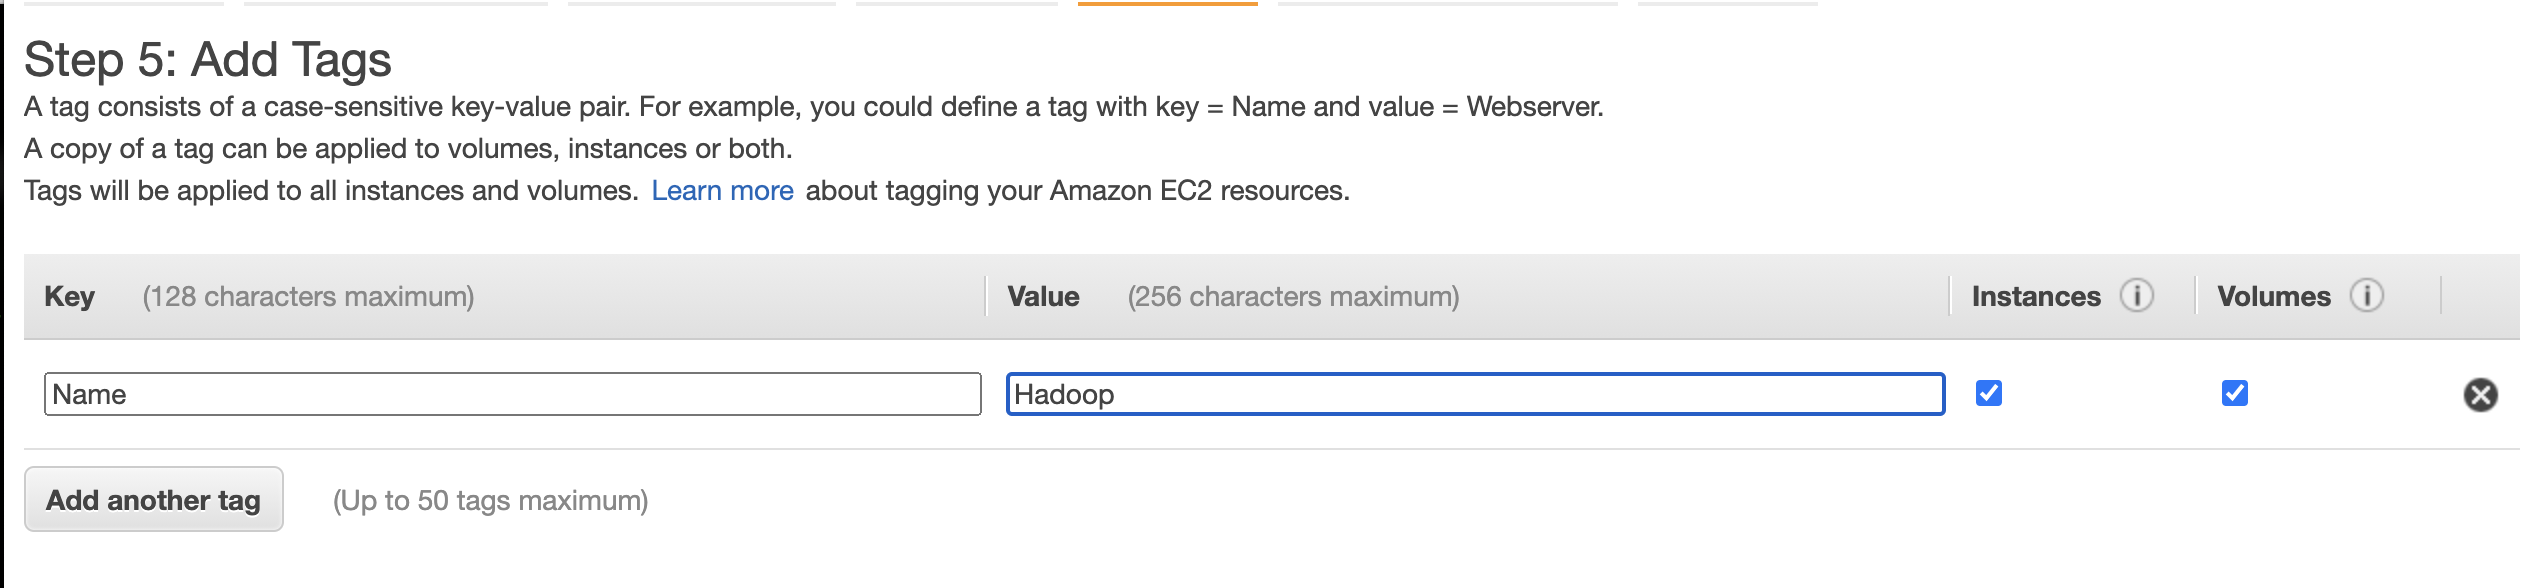 Step 5: Add Tags
A tag consists of a case-sensitive key-value pair. For example, you could define a tag with key = Name and value = Webserver.
A copy of a tag can be applied to volumes, instances or both.
Tags will be applied to all instances and volumes. Learn more about tagging your Amazon EC2 resources.
Key (128 characters maximum) Value (256 characters maximum) Instances Volumes
Name Hadoop
Add another tag (Up to 50 tags maximum)